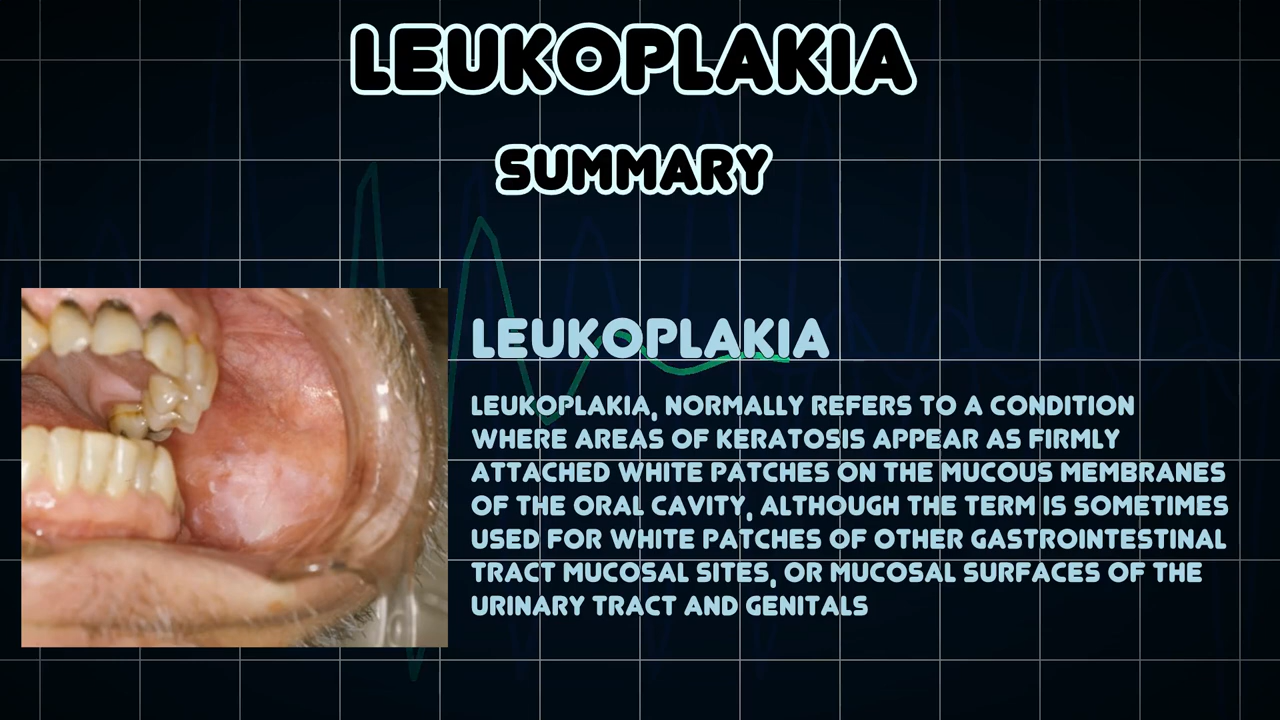 LEUKOPLAKIA
SUMMARY
LEUKOPLAKIA
LEUKOPLAKIA, NORMALLY REFERS TO A CONDITION
WHERE AREAS OF KERATOSIS APPEAR AS FIRMLY
ATTACHED WHITE PATCHES ON THE MUCOUS MEMBRANES
OF THE ORAL CAVITY, ALTHOUGH THE TERM IS SOMETIMES
USED FOR WHITE PATCHES OF OTHER GASTROINTESTINAL
TRACT MUCOSAL SITES, OR MUCOSAL SURFACES OF THE
URINARY TRACT AND GENITALS